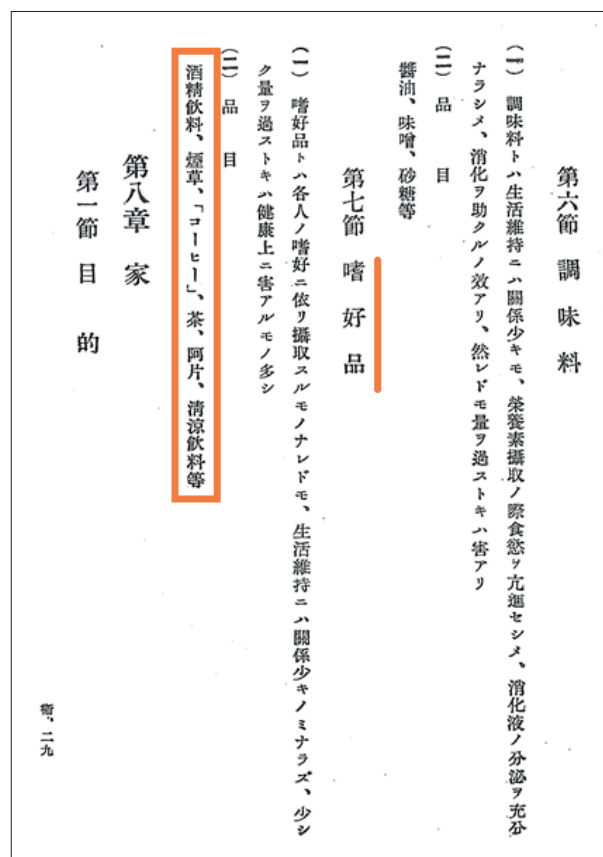 第六節 調味料
(一) 調味料トハ生活維持ニハ關係少キモ、榮養素攝取ノ際食慾ヲ亢進セシメ、消化液ノ分泌ヲ充分
ナラシメ、消化ヲ助クルノ效アリ、然レドモ量ヲ過ストキハ害アリ
(二) 品目
醬油、味噌、砂糖等
第七節 嗜好品
(一) 嗜好品トハ各人ノ嗜好ニ依リ攝取スルモノナレドモ、生活維持ニハ關係少キノミナラズ、少シ
ク量ヲ過ストキハ健康上ニ害アルモノ多シ
(二) 品目
酒精飮料、煙草、「コーヒー」、茶、阿片、淸涼飮料等
第八章 家
第一節 目的
衞、二九